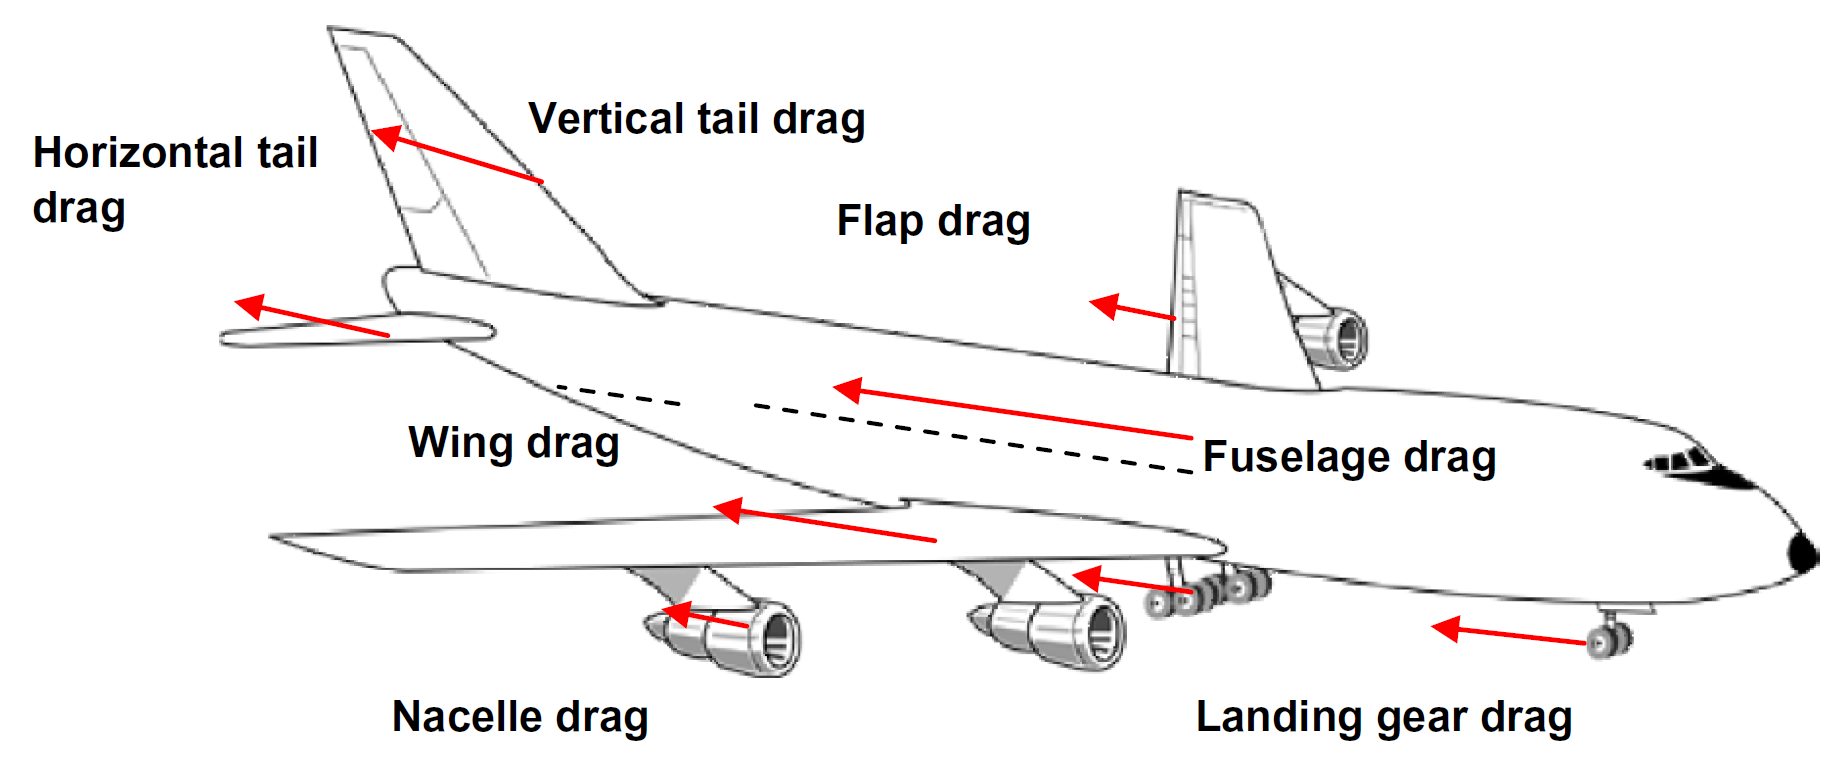 Vertical tail drag
Horizontal tail
drag
Flap drag
Wing drag
Fuselage drag
Nacelle drag
Landing gear drag